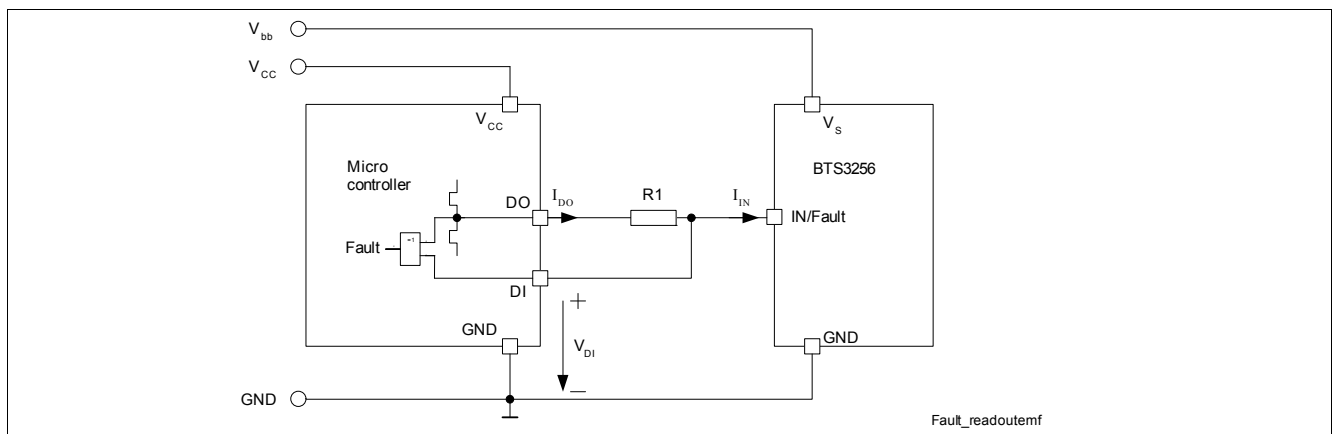 V bb
V CC
V CC
V S
Micro
controller
BTS3256
DO
I DO
R1
I IN
IN/Fault
=1
Fault
DI
+
GND
V DI
GND
−
GND
Fault_readoutemf